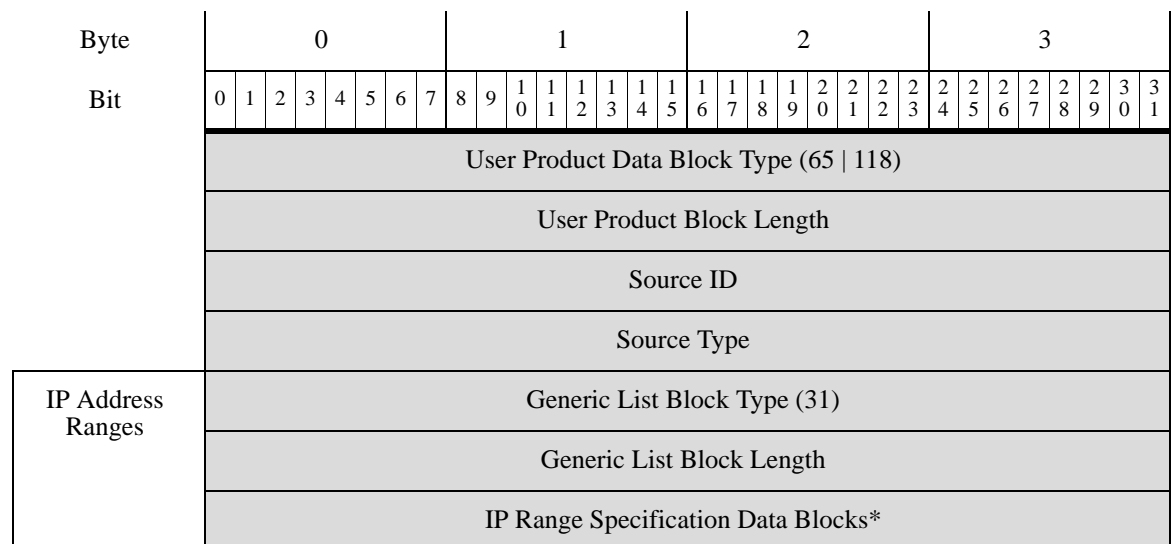 Byte 0 1 2 3
Bit 0 1 2 3 4 5 6 7 8 9 10 11 12 13 14 15 16 17 18 19 20 21 22 23 24 25 26 27 28 29 30 31
User Product Data Block Type (65 | 118)
User Product Block Length
Source ID
Source Type
IP Address
Ranges
Generic List Block Type (31)
Generic List Block Length
IP Range Specification Data Blocks*